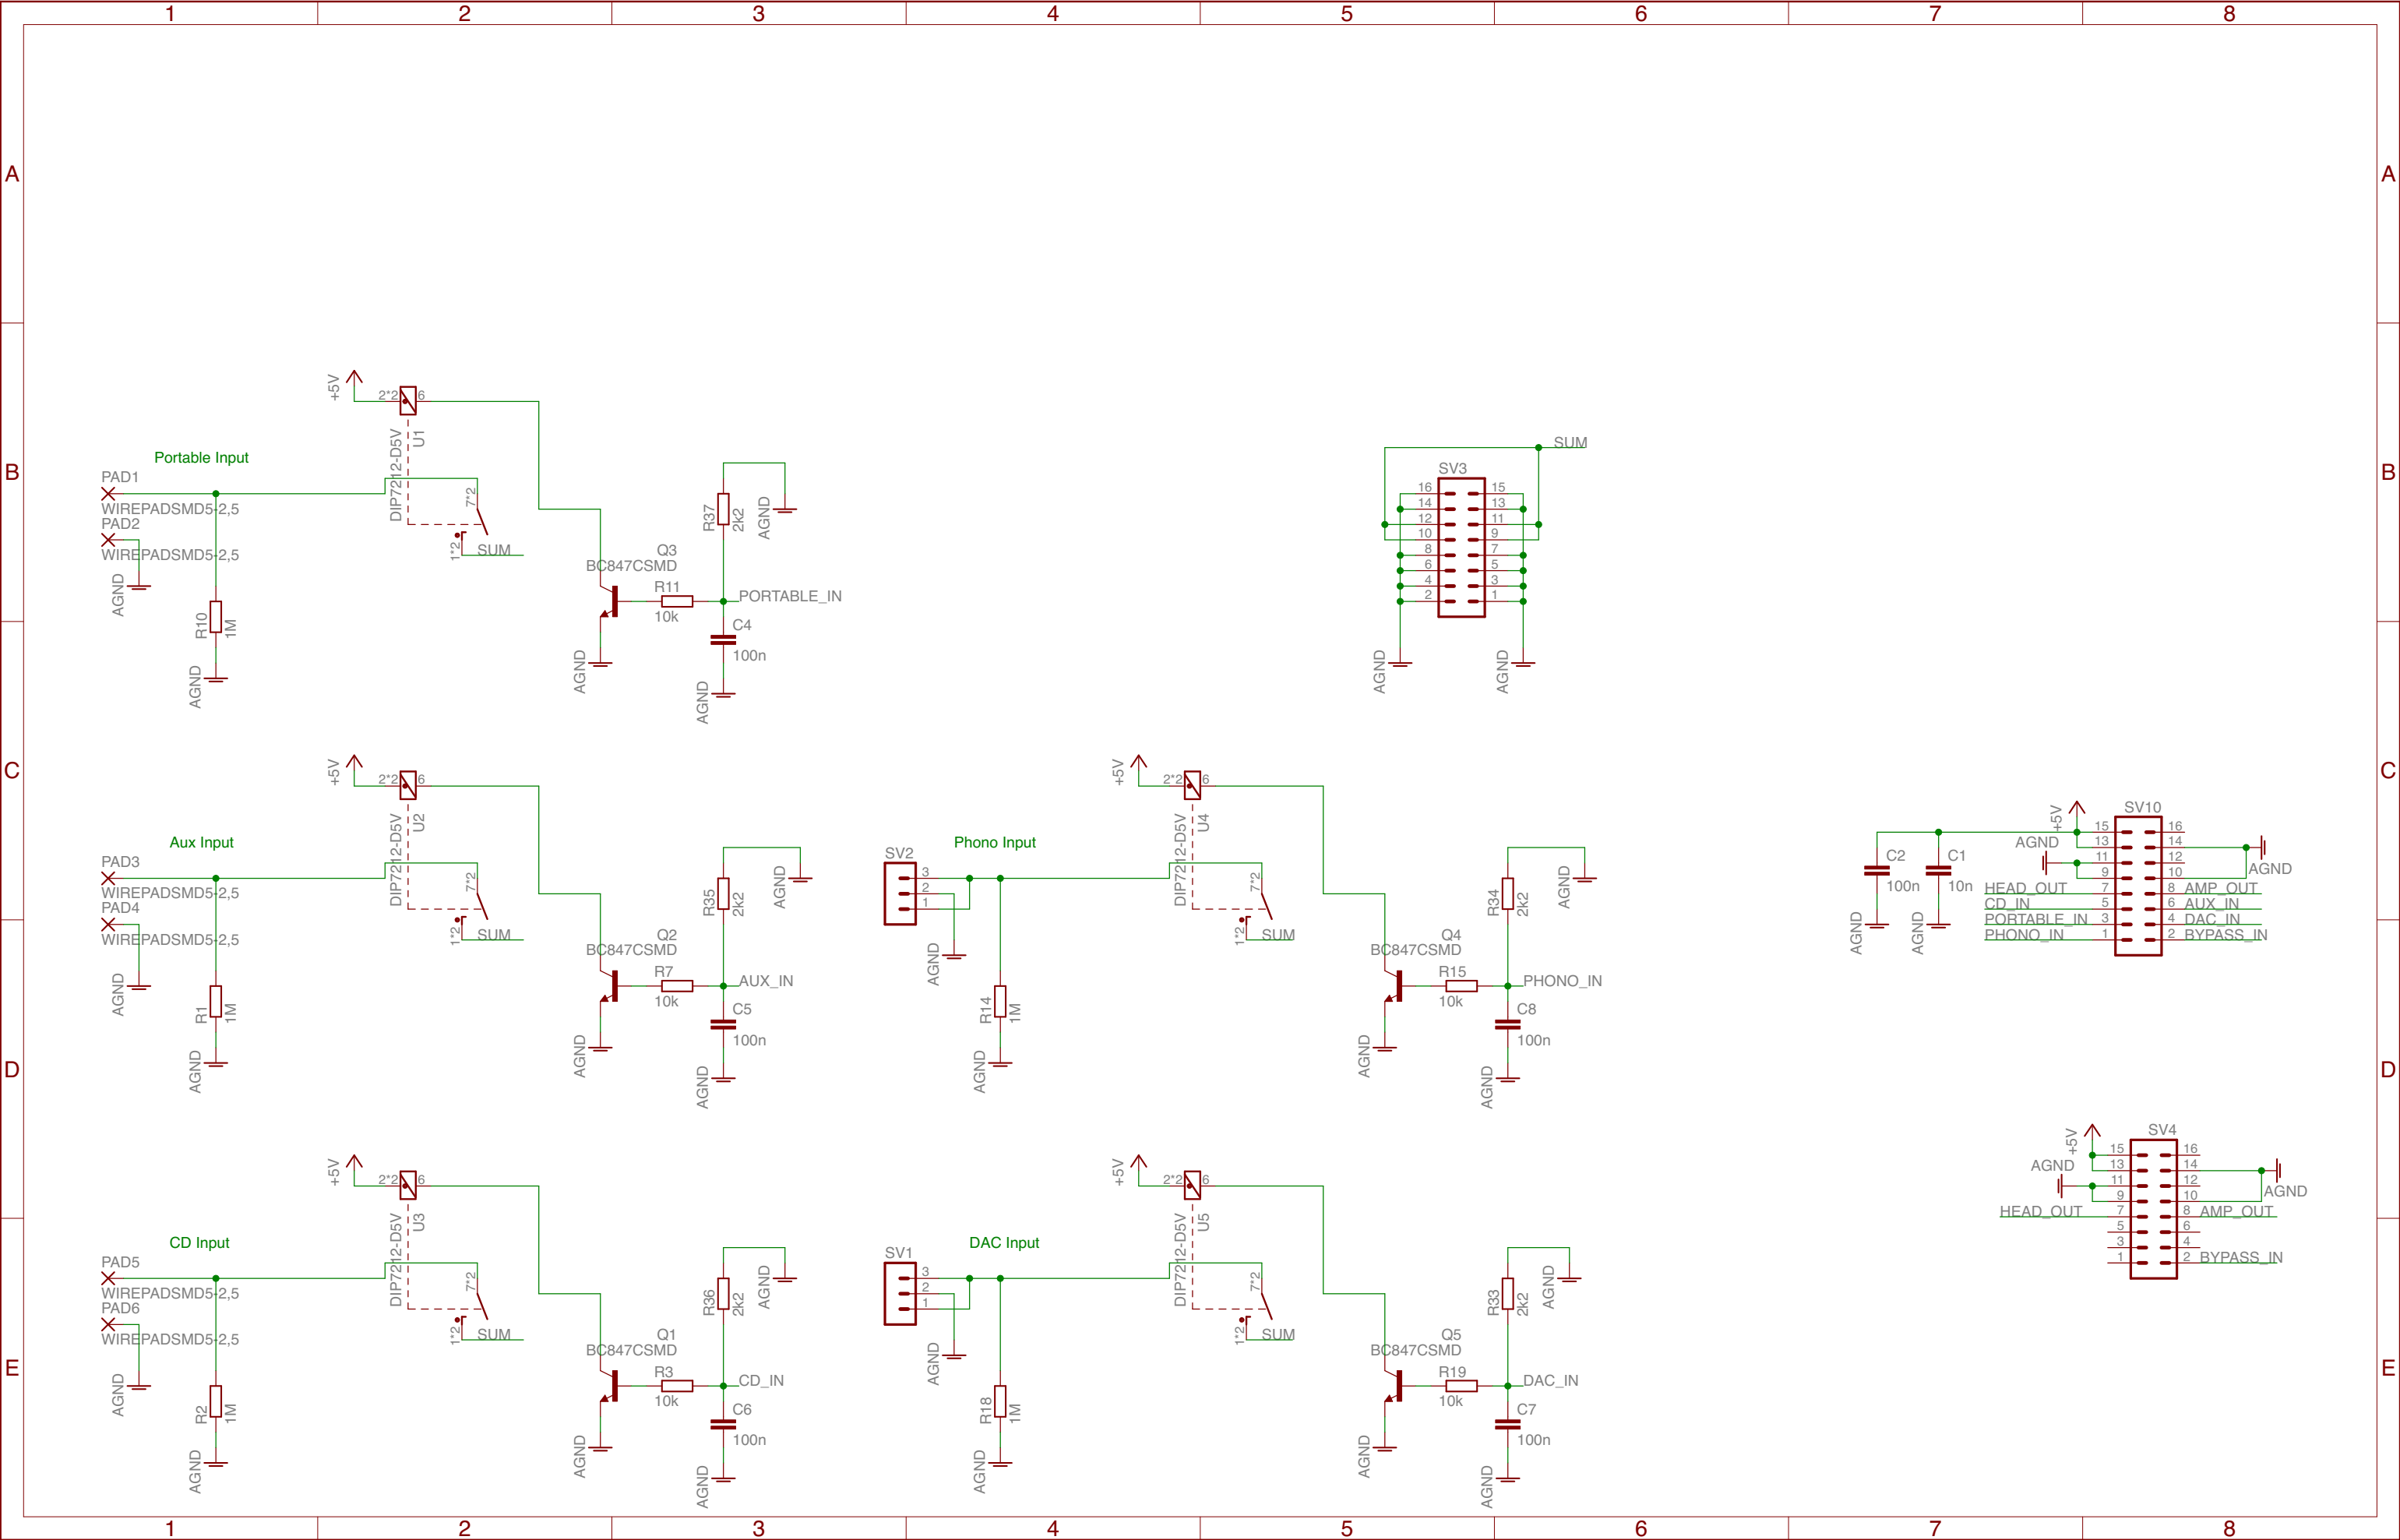 1 2 3 4 5 6 7 8
A A
B B
C C
D D
E E
+5V
2*2 6
DIP7212-D5V
U1
Portable Input
PAD1
WIREPADSMD5-2,5
PAD2
WIREPADSMD5-2,5
AGND
R10
1M
AGND
7*2
1*2
SUM
Q3
BC847CSMD
AGND
R11
10k
R37
2k2
AGND
PORTABLE_IN
C4
100n
AGND
SUM
SV3
16 15
14 13
12 11
10 9
8 7
6 5
4 3
2 1
AGND AGND
+5V
2*2 6
DIP7212-D5V
U2
Aux Input
PAD3
WIREPADSMD5-2,5
PAD4
WIREPADSMD5-2,5
AGND
R1
1M
AGND
7*2
1*2
SUM
Q2
BC847CSMD
AGND
R7
10k
R35
2k2
AGND
AUX_IN
C5
100n
AGND
+5V
2*2 6
DIP7212-D5V
U4
Phono Input
SV2
3
2
1
AGND
R14
1M
AGND
7*2
1*2
SUM
Q4
BC847CSMD
AGND
R15
10k
R34
2k2
AGND
PHONO_IN
C8
100n
AGND
SV10
+5V
AGND
C2
100n
AGND
C1
10n
AGND
15 16
13 14
11 12
9 10
AGND
HEAD_OUT 7 8 AMP_OUT
CD_IN 5 6 AUX_IN
PORTABLE_IN 3 4 DAC_IN
PHONO_IN 1 2 BYPASS_IN
+5V
2*2 6
DIP7212-D5V
U3
CD Input
PAD5
WIREPADSMD5-2,5
PAD6
WIREPADSMD5-2,5
AGND
R2
1M
AGND
7*2
1*2
SUM
Q1
BC847CSMD
AGND
R3
10k
R36
2k2
AGND
CD_IN
C6
100n
AGND
+5V
2*2 6
DIP7212-D5V
U5
DAC Input
SV1
3
2
1
AGND
R18
1M
AGND
7*2
1*2
SUM
Q5
BC847CSMD
AGND
R19
10k
R33
2k2
AGND
DAC_IN
C7
100n
AGND
SV4
+5V
AGND
15 16
13 14
11 12
9 10
AGND
HEAD_OUT 7 8 AMP_OUT
5 6
3 4
1 2 BYPASS_IN
1 2 3 4 5 6 7 8